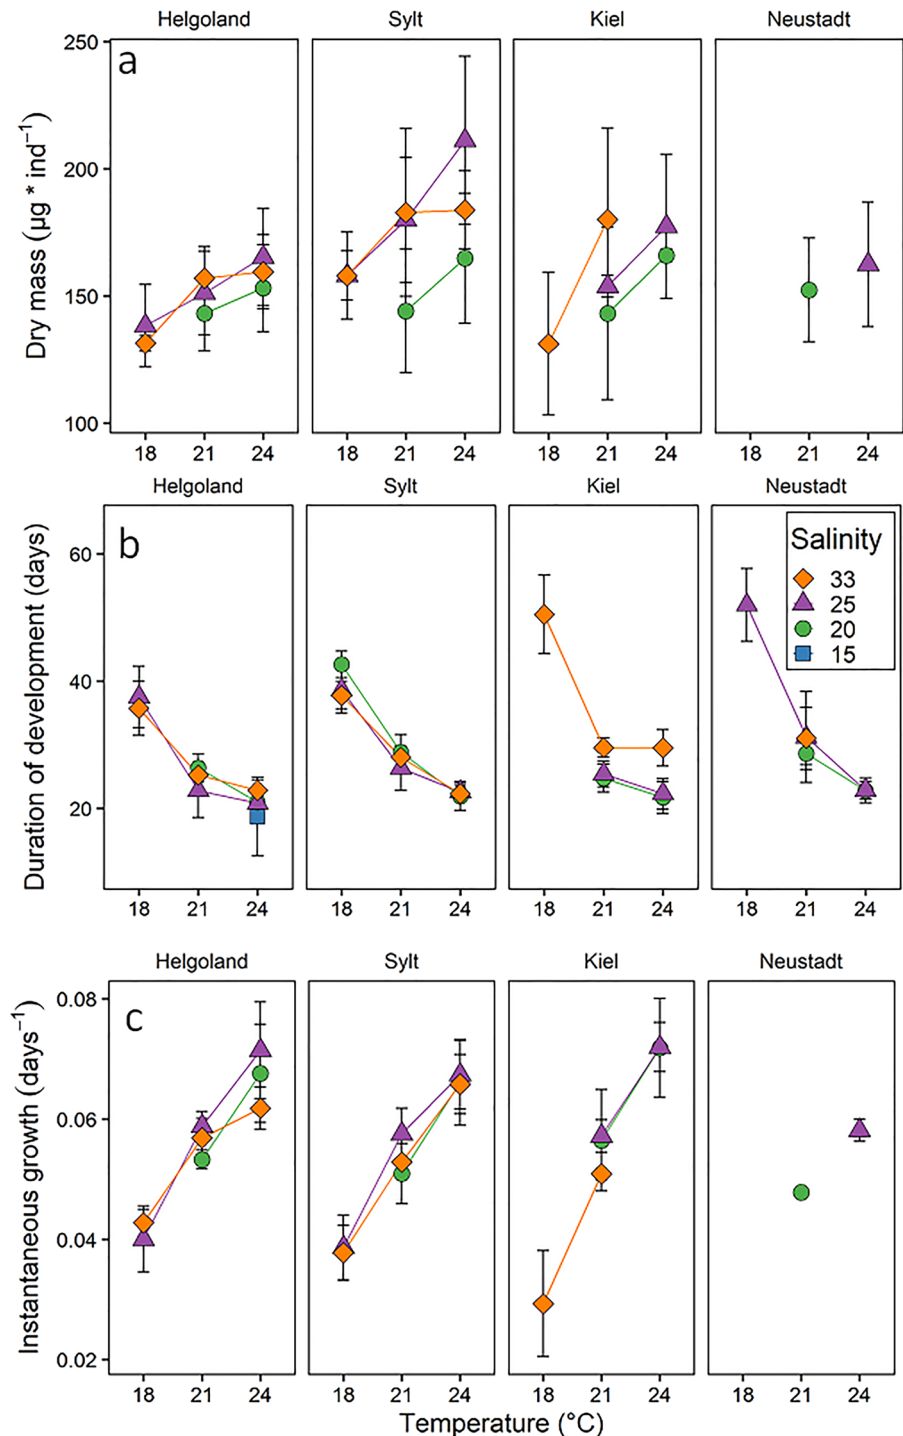 Helgoland Sylt Kiel Neustadt
a
250
200
150
100
Dry mass (µg * ind⁻¹)
18 21 24 18 21 24 18 21 24 18 21 24
Helgoland Sylt Kiel Neustadt
b
60
40
20
Duration of development (days)
Salinity
33
25
20
15
18 21 24 18 21 24 18 21 24 18 21 24
Helgoland Sylt Kiel Neustadt
c
0.08
0.06
0.04
0.02
Instantaneous growth (days⁻¹)
18 21 24 18 21 24 18 21 24 18 21 24
Temperature (°C)